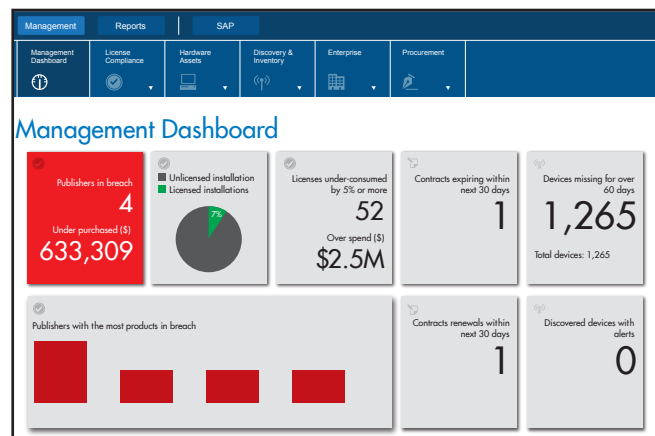 Management
Reports
SAP
Management
Dashboard
License
Compliance
Hardware
Assets
Discovery &
Inventory
Enterprise
Procurement
Management Dashboard
Publishers in breach
4
Under purchased ($)
633,309
Unlicensed installation
Licensed installations
7%
Licenses under-consumed
by 5% or more
52
Over spend ($)
$2.5M
Contracts expiring within
next 30 days
1
Devices missing for over
60 days
1,265
Total devices: 1,265
Publishers with the most products in breach
Contracts renewals within
next 30 days
1
Discovered devices with
alerts
0